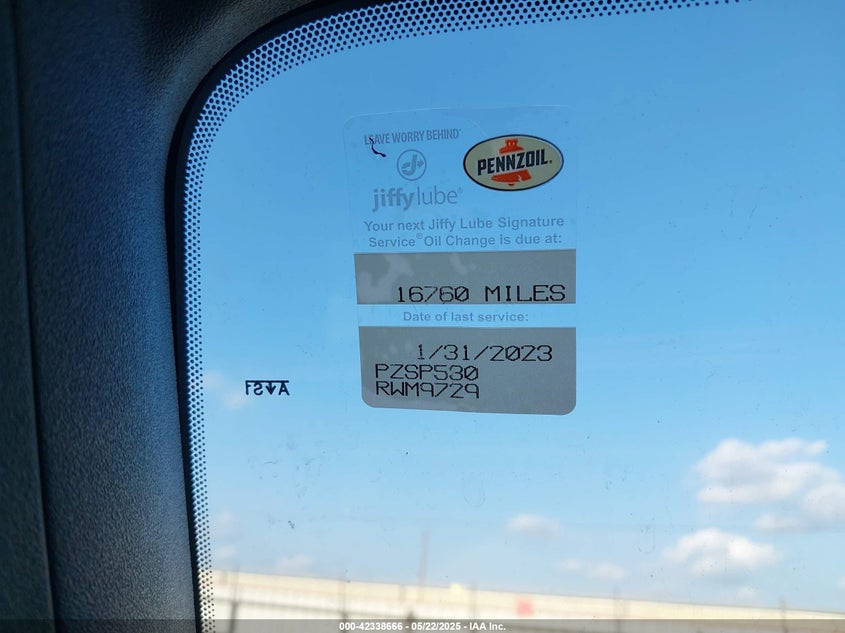 LEAVE WORRY BEHIND®
PENNZOIL®
jiffy lube®
Your next Jiffy Lube Signature
Service® Oil Change is due at:
16760 MILES
Date of last service:
1/31/2023
PZSP530
RWM9729
000-42338666 - 05/22/2025 - IAA Inc.